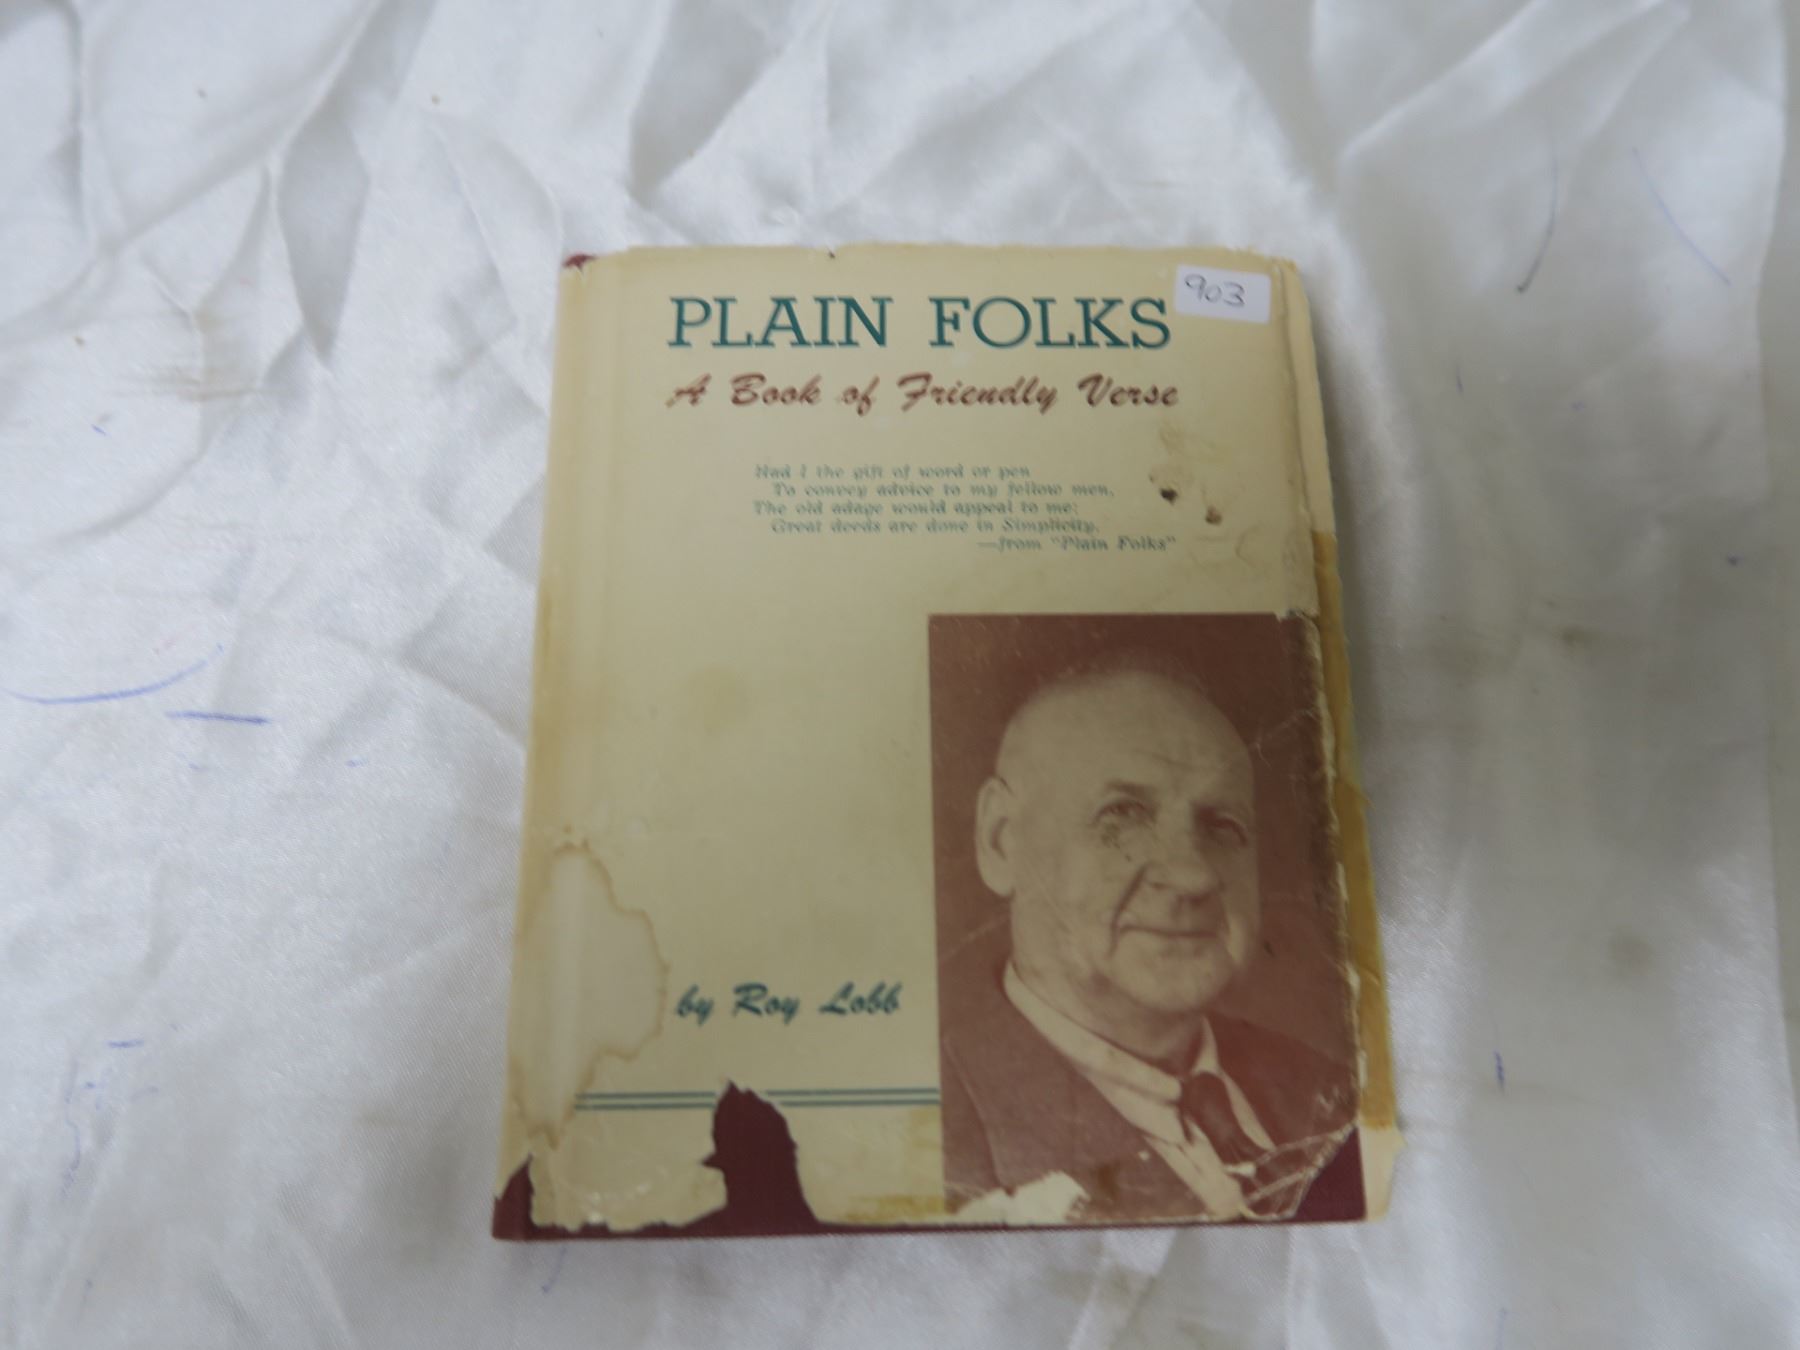 PLAIN FOLKS
903
A Book of Friendly Verse
Had I the gift of word or pen
To convey advice to my fellow men,
The old adage would appeal to me:
Great deeds are done in Simplicity.
—from "Plain Folks"
by Roy Lobb